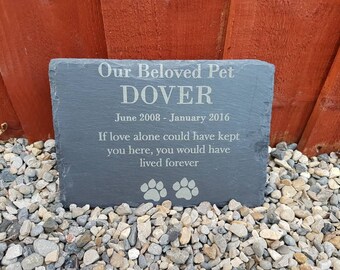 Our Beloved Pet
DOVER
June 2008 - January 2016
If love alone could have kept
you here, you would have
lived forever